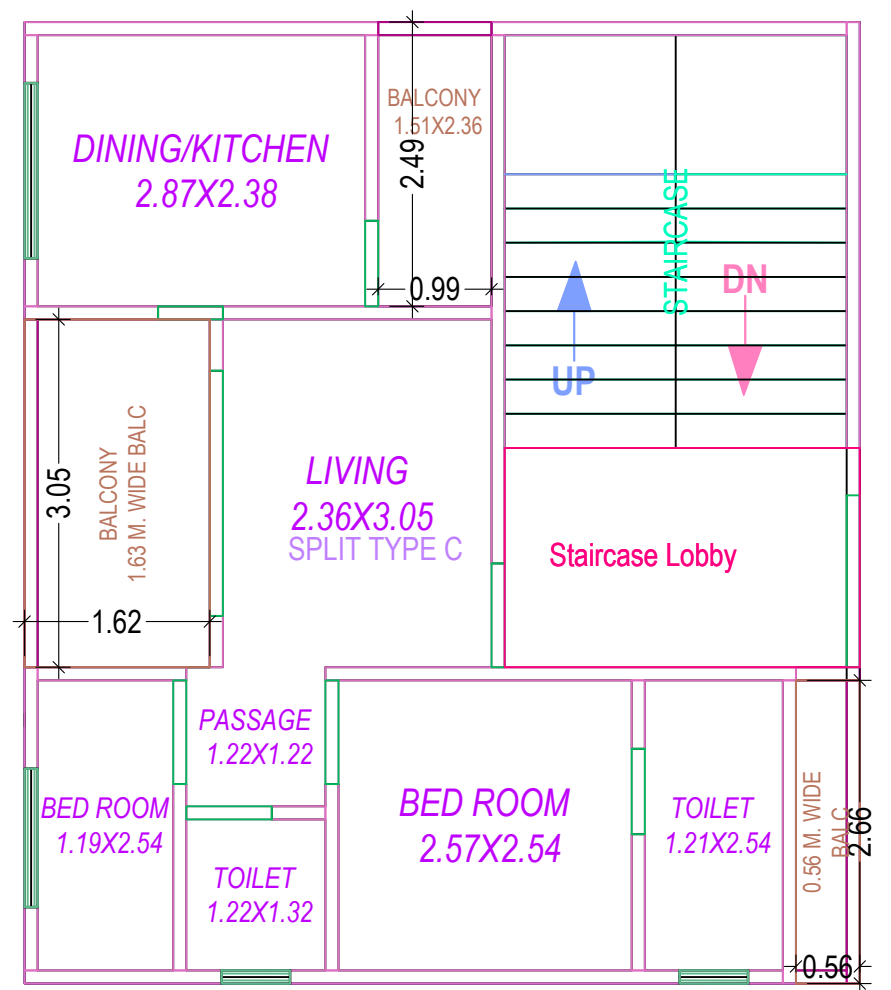 BALCONY
1.51X2.36
DINING/KITCHEN
2.87X2.38
2.49
STAIRCASE
0.99
DN
UP
BALCONY
1.63 M. WIDE BALC
3.05
LIVING
2.36X3.05
SPLIT TYPE C
Staircase Lobby
1.62
PASSAGE
1.22X1.22
BED ROOM
1.19X2.54
BED ROOM
2.57X2.54
TOILET
1.21X2.54
0.56 M. WIDE
BALC
2.66
TOILET
1.22X1.32
0.56